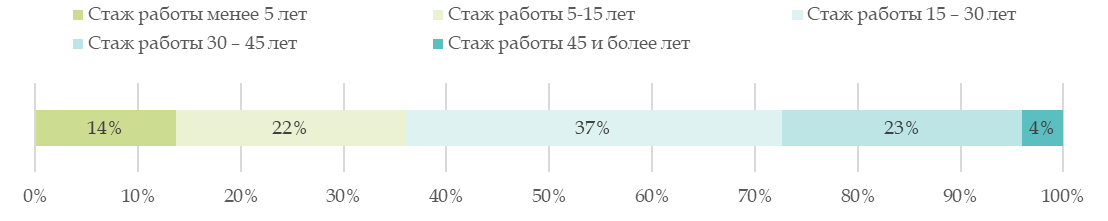 Стаж работы менее 5 лет Стаж работы 5-15 лет Стаж работы 15 – 30 лет
Стаж работы 30 – 45 лет Стаж работы 45 и более лет
14% 22% 37% 23% 4%
0% 10% 20% 30% 40% 50% 60% 70% 80% 90% 100%